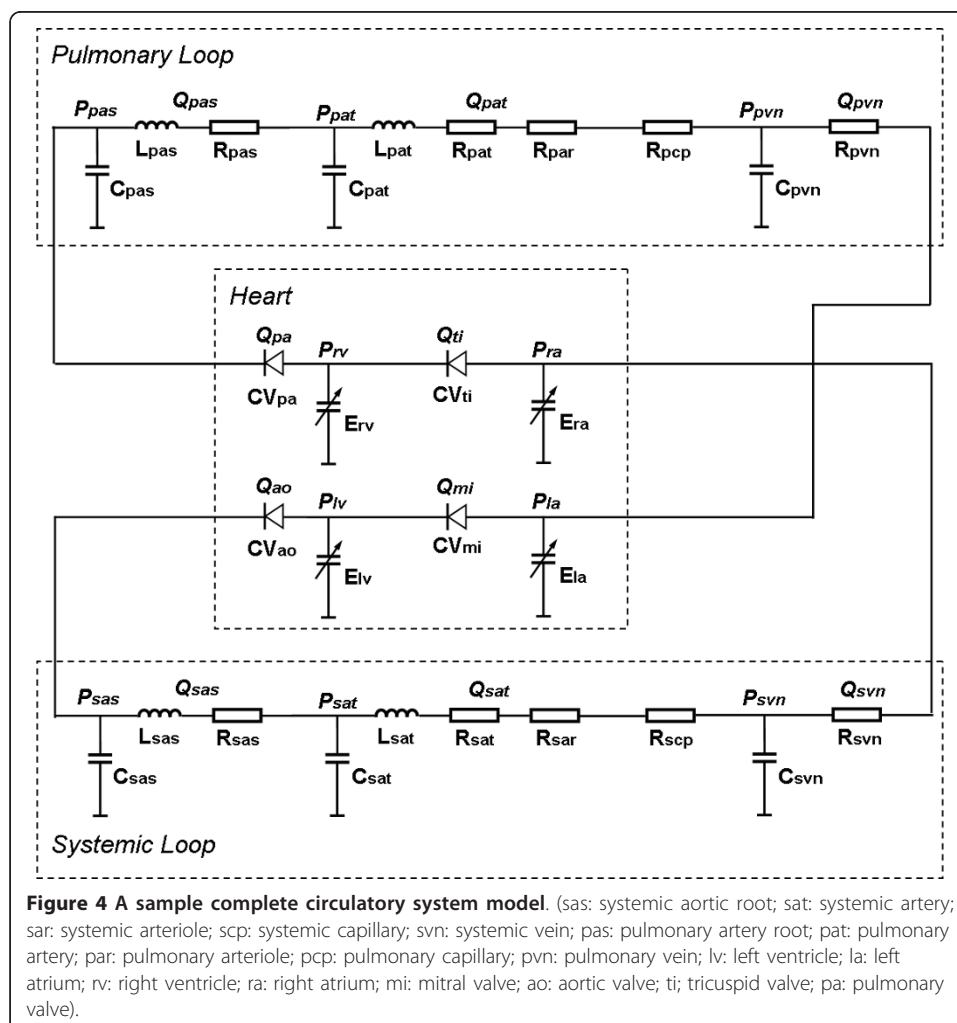 Pulmonary Loop
Ppas Qpas Ppat Qpat Ppvn Qpvn
Lpas Rpas Lpat Rpat Rpar Rpcp Rpvn
Cpas Cpat Cpvn
Heart
Qpa Prv Qti Pra
CVpa CVti
Erv Era
Qao Plv Qmi Pla
CVao CVmi
Elv Ela
Psas Qsas Psat Qsat Psvn Qsvn
Lsas Rsas Lsat Rsat Rsar Rscp Rsvn
Csas Csat Csvn
Systemic Loop
Figure 4 A sample complete circulatory system model. (sas: systemic aortic root; sat: systemic artery;
sar: systemic arteriole; scp: systemic capillary; svn: systemic vein; pas: pulmonary artery root; pat: pulmonary
artery; par: pulmonary arteriole; pcp: pulmonary capillary; pvn: pulmonary vein; lv: left ventricle; la: left
atrium; rv: right ventricle; ra: right atrium; mi: mitral valve; ao: aortic valve; ti; tricuspid valve; pa: pulmonary
valve).